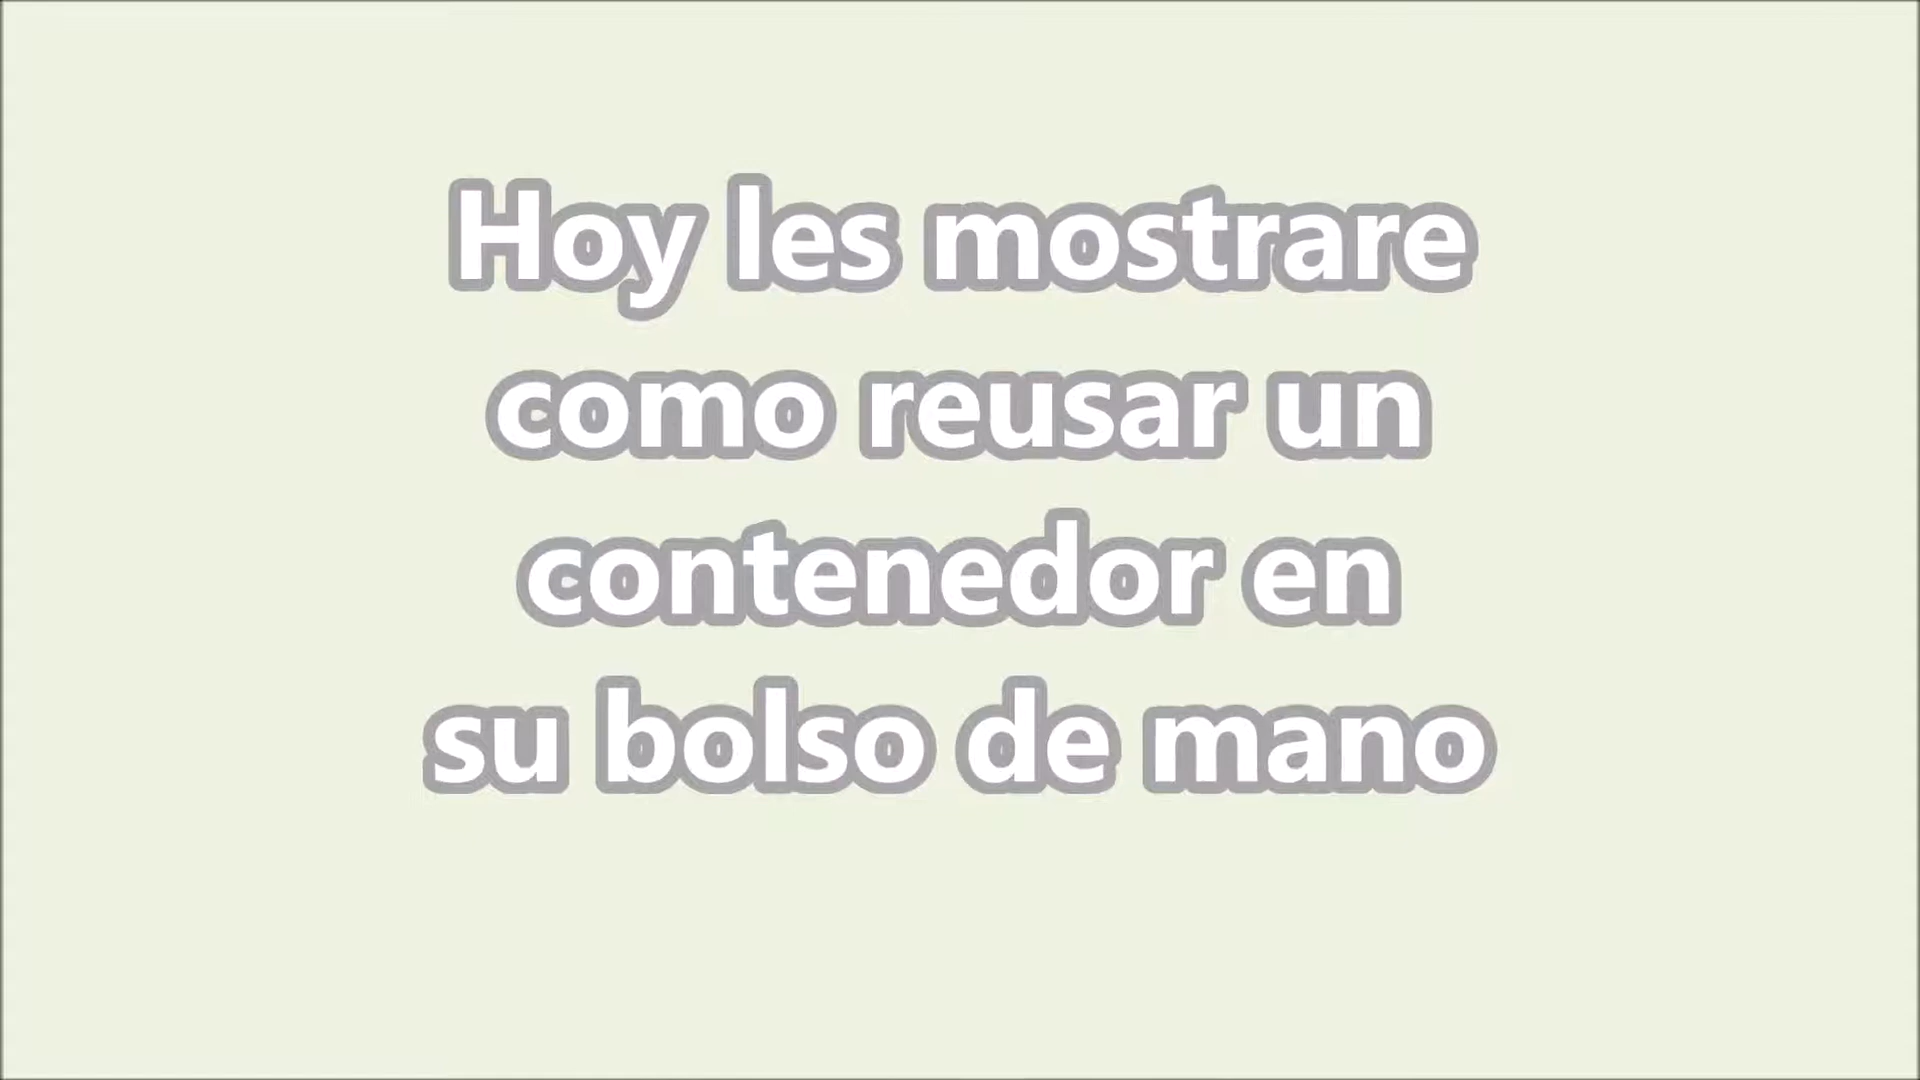 Hoy les mostrare
como reusar un
contenedor en
su bolso de mano